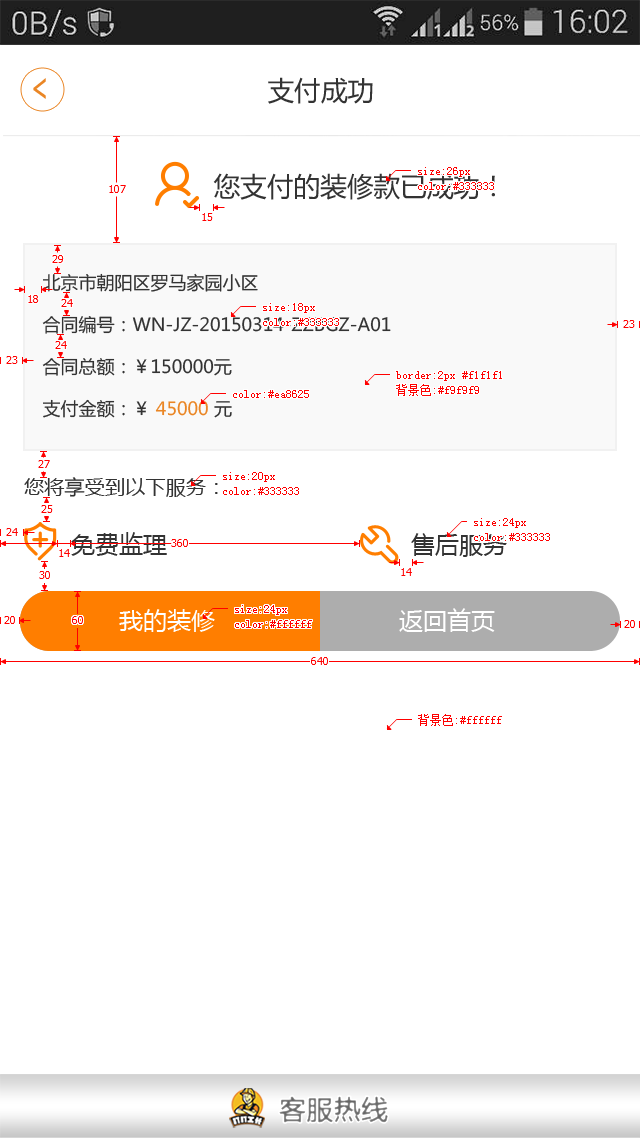 0B/s 56% 16:02
支付成功
size:26px
107
您支付的装修款已成功！
color:#333333
15
29
北京市朝阳区罗马家园小区
18
24
size:18px
合同编号：WN-JZ-20150314
color:#333333
-A01
23
24
23
合同总额：￥150000元
border:2px #f1f1f1
背景色:#f9f9f9
color:#ea8625
支付金额：￥ 45000 元
27
size:20px
您将享受到以下服务：
color:#333333
25
size:24px
24
color:#333333
免费监理
360
售后服务
14
14
30
size:24px
20
60
我的装修
返回首页
color:#ffffff
20
640
背景色:#ffffff
客服热线